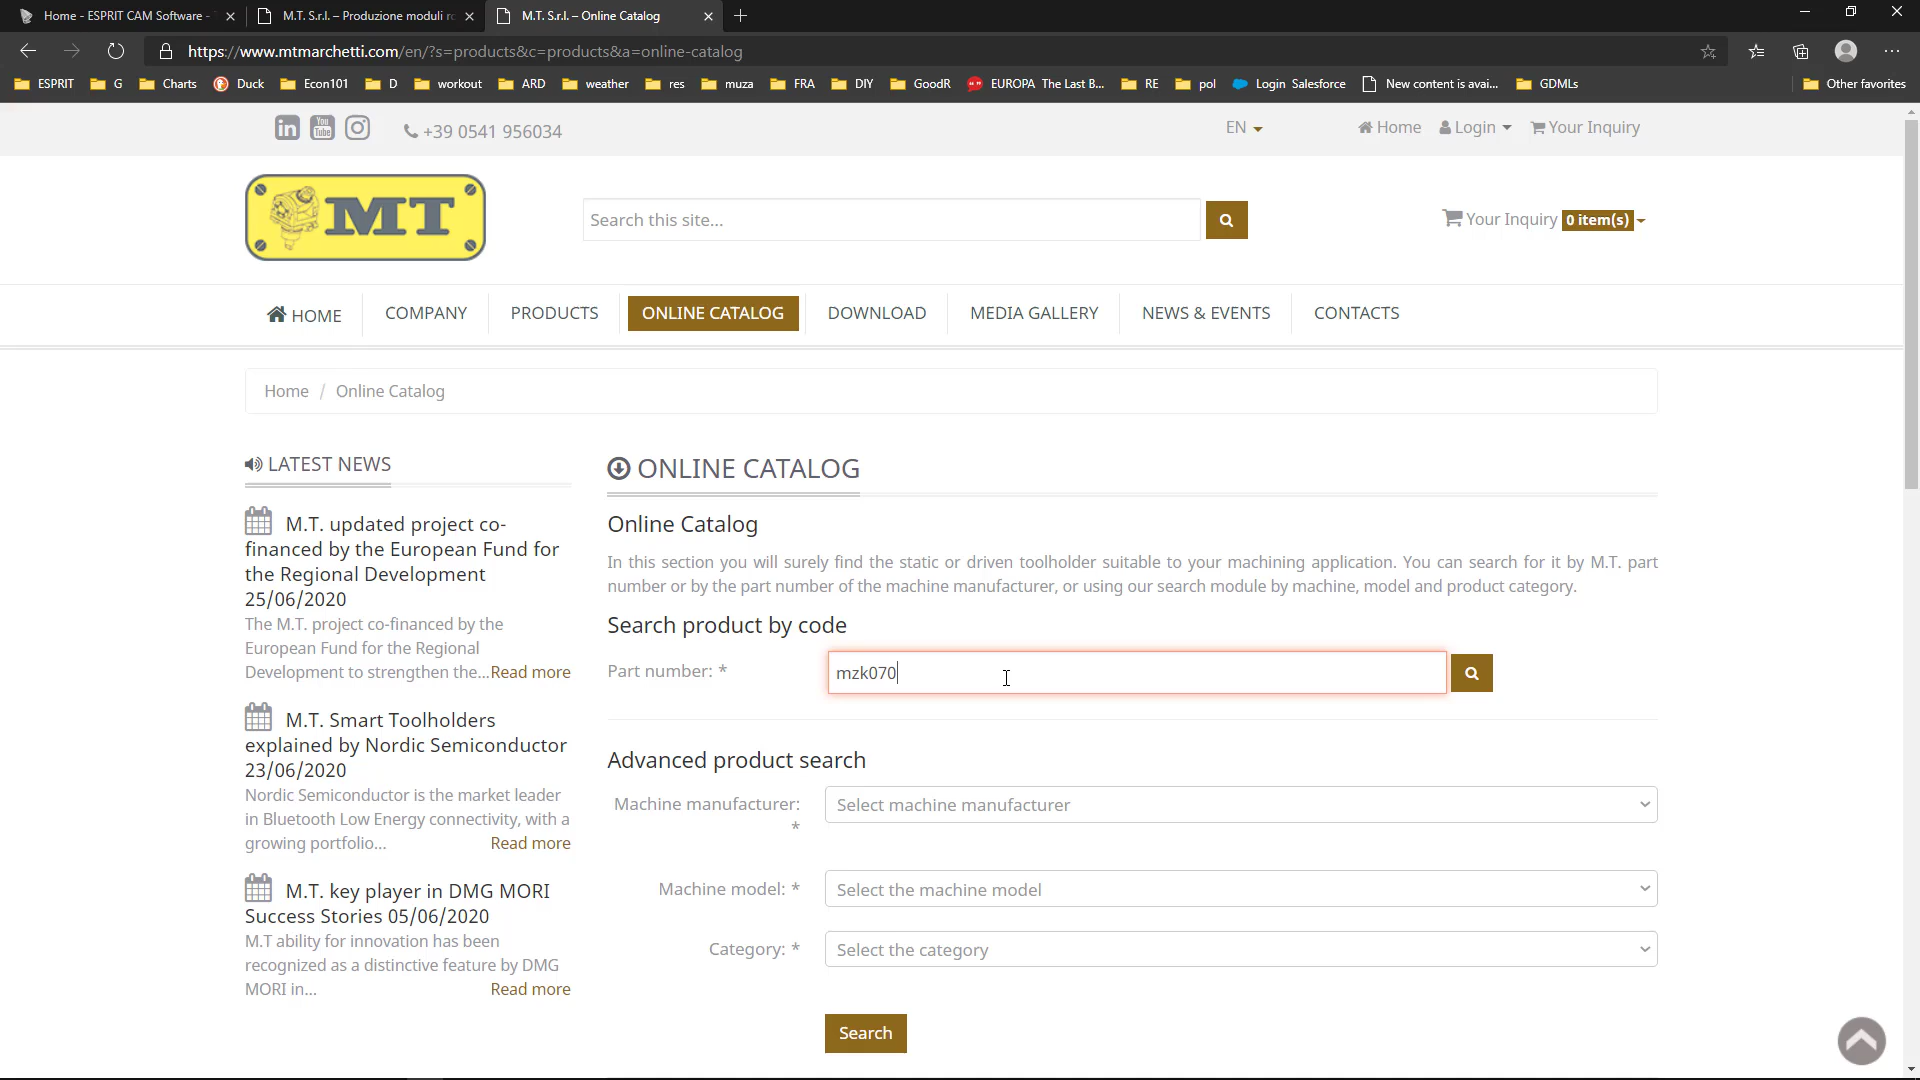 Home - ESPRIT CAM Software -
M.T. S.r.l. – Produzione moduli ro
M.T. S.r.l. – Online Catalog
https://www.mtmarchetti.com/en/?s=products&c=products&a=online-catalog
ESPRIT G Charts Duck Econ101 D workout ARD weather res muza FRA DIY GoodR EUROPA The Last B... RE pol Login Salesforce New content is avai... GDMLs Other favorites
in You Tube +39 0541 956034 EN Home Login Your Inquiry
MT
Search this site...
Your Inquiry 0 item(s)
HOME COMPANY PRODUCTS ONLINE CATALOG DOWNLOAD MEDIA GALLERY NEWS & EVENTS CONTACTS
Home / Online Catalog
LATEST NEWS
M.T. updated project co-
financed by the European Fund for
the Regional Development
25/06/2020
The M.T. project co-financed by the
European Fund for the Regional
Development to strengthen the... Read more
M.T. Smart Toolholders
explained by Nordic Semiconductor
23/06/2020
Nordic Semiconductor is the market leader
in Bluetooth Low Energy connectivity, with a
growing portfolio... Read more
M.T. key player in DMG MORI
Success Stories 05/06/2020
M.T ability for innovation has been
recognized as a distinctive feature by DMG
MORI in... Read more
ONLINE CATALOG
Online Catalog
In this section you will surely find the static or driven toolholder suitable to your machining application. You can search for it by M.T. part
number or by the part number of the machine manufacturer, or using our search module by machine, model and product category.
Search product by code
Part number: * mzk070
Advanced product search
Machine manufacturer: Select machine manufacturer
*
Machine model: * Select the machine model
Category: * Select the category
Search